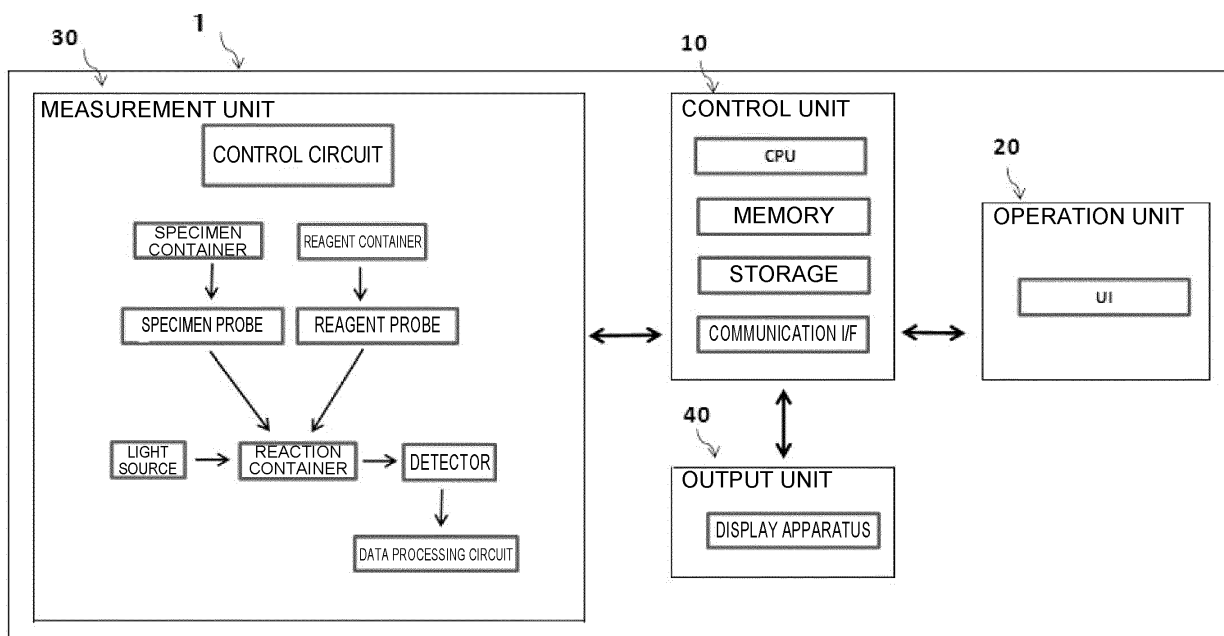 1
30
MEASUREMENT UNIT
CONTROL CIRCUIT
SPECIMEN
CONTAINER
REAGENT CONTAINER
SPECIMEN PROBE
REAGENT PROBE
LIGHT
SOURCE
REACTION
CONTAINER
DETECTOR
DATA PROCESSING CIRCUIT
10
CONTROL UNIT
CPU
MEMORY
STORAGE
COMMUNICATION I/F
20
OPERATION UNIT
UI
40
OUTPUT UNIT
DISPLAY APPARATUS